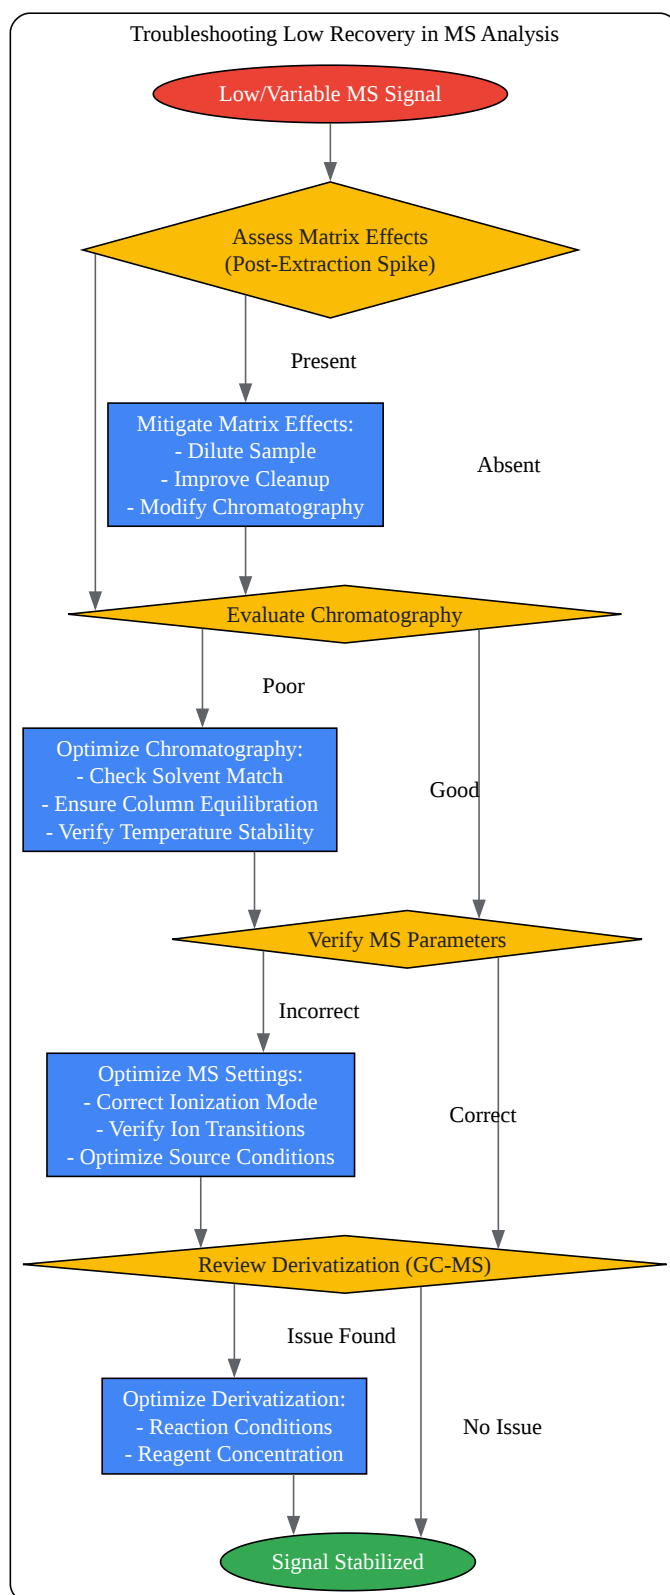 Troubleshooting Low Recovery in MS Analysis
Low/Variable MS Signal
Assess Matrix Effects
(Post-Extraction Spike)
Present
Mitigate Matrix Effects:
- Dilute Sample
- Improve Cleanup
- Modify Chromatography
Absent
Evaluate Chromatography
Poor
Optimize Chromatography:
- Check Solvent Match
- Ensure Column Equilibration
- Verify Temperature Stability
Good
Verify MS Parameters
Incorrect
Optimize MS Settings:
- Correct Ionization Mode
- Verify Ion Transitions
- Optimize Source Conditions
Correct
Review Derivatization (GC-MS)
Issue Found
Optimize Derivatization:
- Reaction Conditions
- Reagent Concentration
No Issue
Signal Stabilized